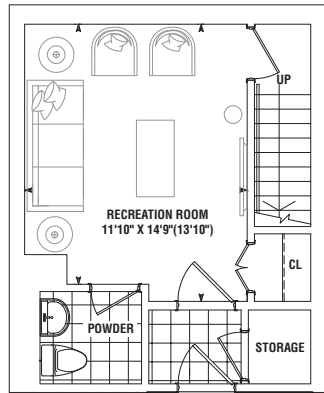 UP
RECREATION ROOM
11'10" X 14'9"(13'10")
CL
POWDER
STORAGE